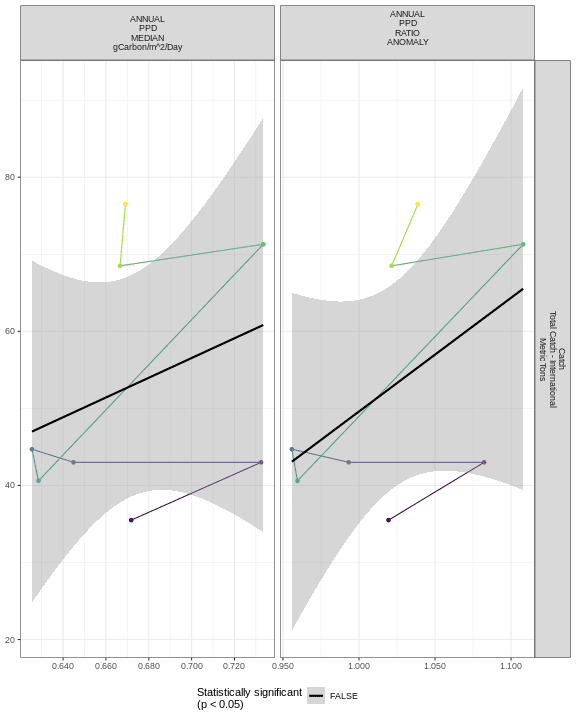 ANNUAL
PPD
MEDIAN
gCarbon/m^2/Day
ANNUAL
PPD
RATIO
ANOMALY
80
60
40
20
0.640
0.660
0.680
0.700
0.720
0.950
1.000
1.050
1.100
Catch
Total Catch - International
Metric Tons
Statistically significant
(p < 0.05)
FALSE